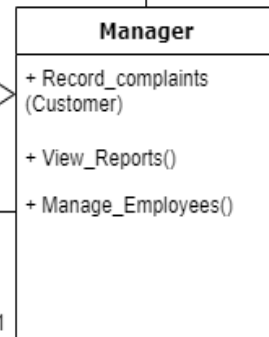 Manager
+ Record_complaints
(Customer)
+ View_Reports()
+ Manage_Employees()